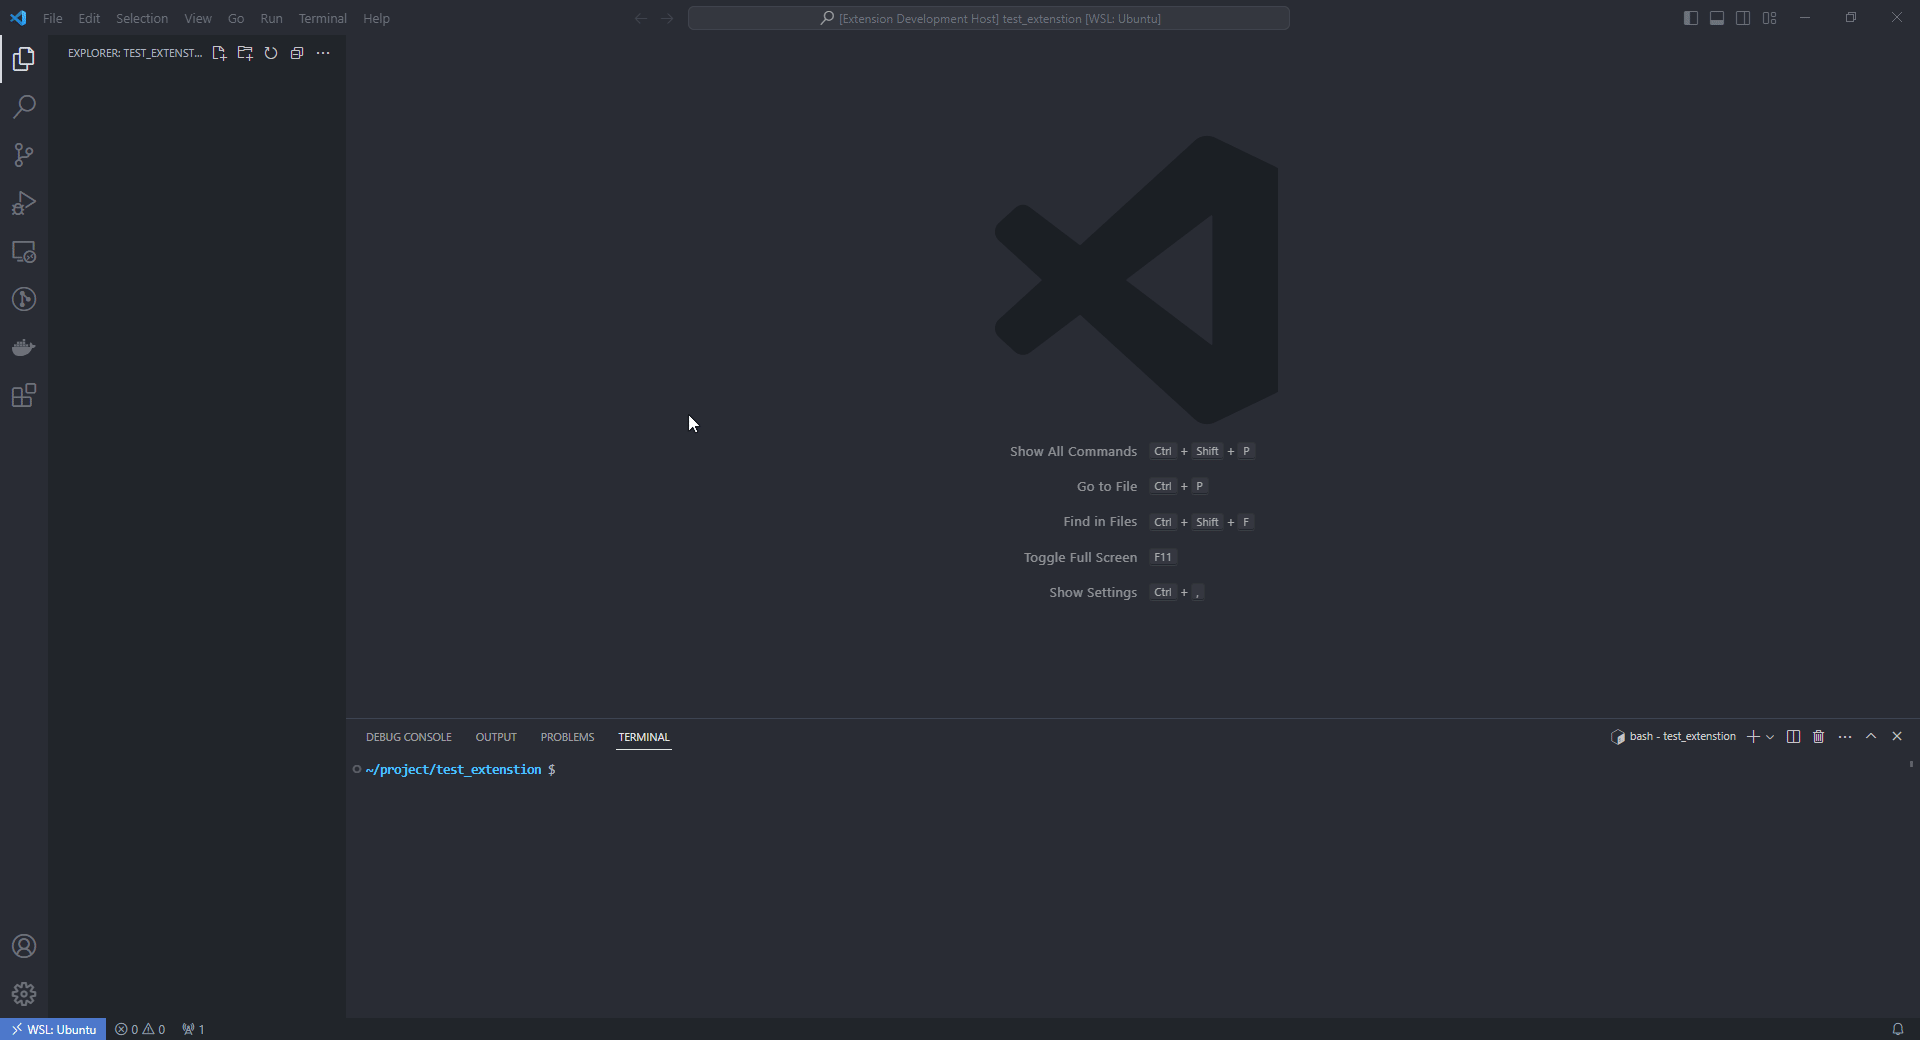 File Edit Selection View Go Run Terminal Help
[Extension Development Host] test_extenstion [WSL: Ubuntu]
EXPLORER: TEST_EXTENST...
Show All Commands Ctrl + Shift + P
Go to File Ctrl + P
Find in Files Ctrl + Shift + F
Toggle Full Screen F11
Show Settings Ctrl + ,
DEBUG CONSOLE OUTPUT PROBLEMS TERMINAL
bash - test_extenstion
~/project/test_extenstion $
WSL: Ubuntu 0 0 1